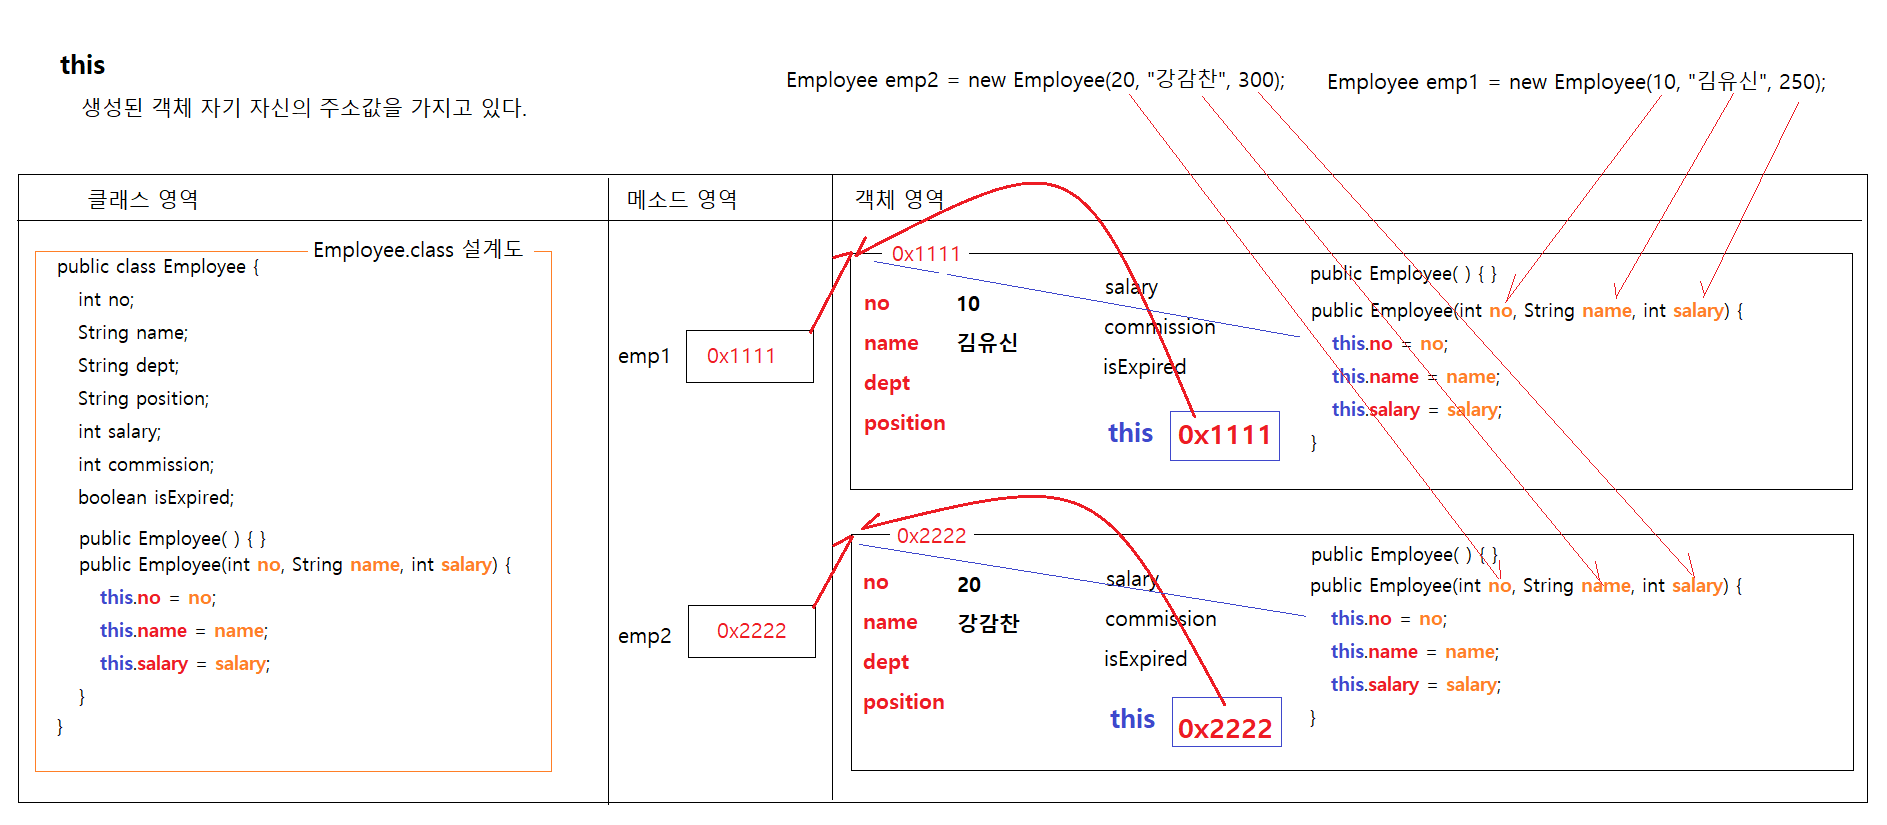 this
생성된 객체 자기 자신의 주소값을 가지고 있다.
Employee emp2 = new Employee(20, "강감찬", 300);
Employee emp1 = new Employee(10, "김유신", 250);
클래스 영역
메소드 영역
객체 영역
Employee.class 설계도
public class Employee {
int no;
String name;
String dept;
String position;
int salary;
int commission;
boolean isExpired;
public Employee( ) { }
public Employee(int no, String name, int salary) {
this.no = no;
this.name = name;
this.salary = salary;
}
}
emp1
0x1111
emp2
0x2222
0x1111
no 10
name 김유신
dept
position
salary
commission
isExpired
this 0x1111
public Employee( ) { }
public Employee(int no, String name, int salary) {
this.no = no;
this.name = name;
this.salary = salary;
}
0x2222
no 20
name 강감찬
dept
position
salary
commission
isExpired
this 0x2222
public Employee( ) { }
public Employee(int no, String name, int salary) {
this.no = no;
this.name = name;
this.salary = salary;
}